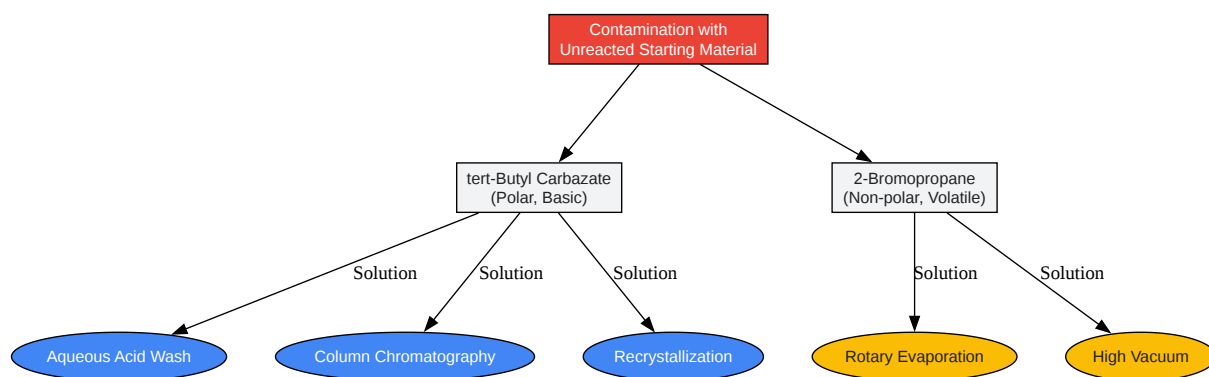 Contamination with
Unreacted Starting Material
tert-Butyl Carbazate
(Polar, Basic)
2-Bromopropane
(Non-polar, Volatile)
Solution
Solution
Solution
Solution
Solution
Aqueous Acid Wash
Column Chromatography
Recrystallization
Rotary Evaporation
High Vacuum